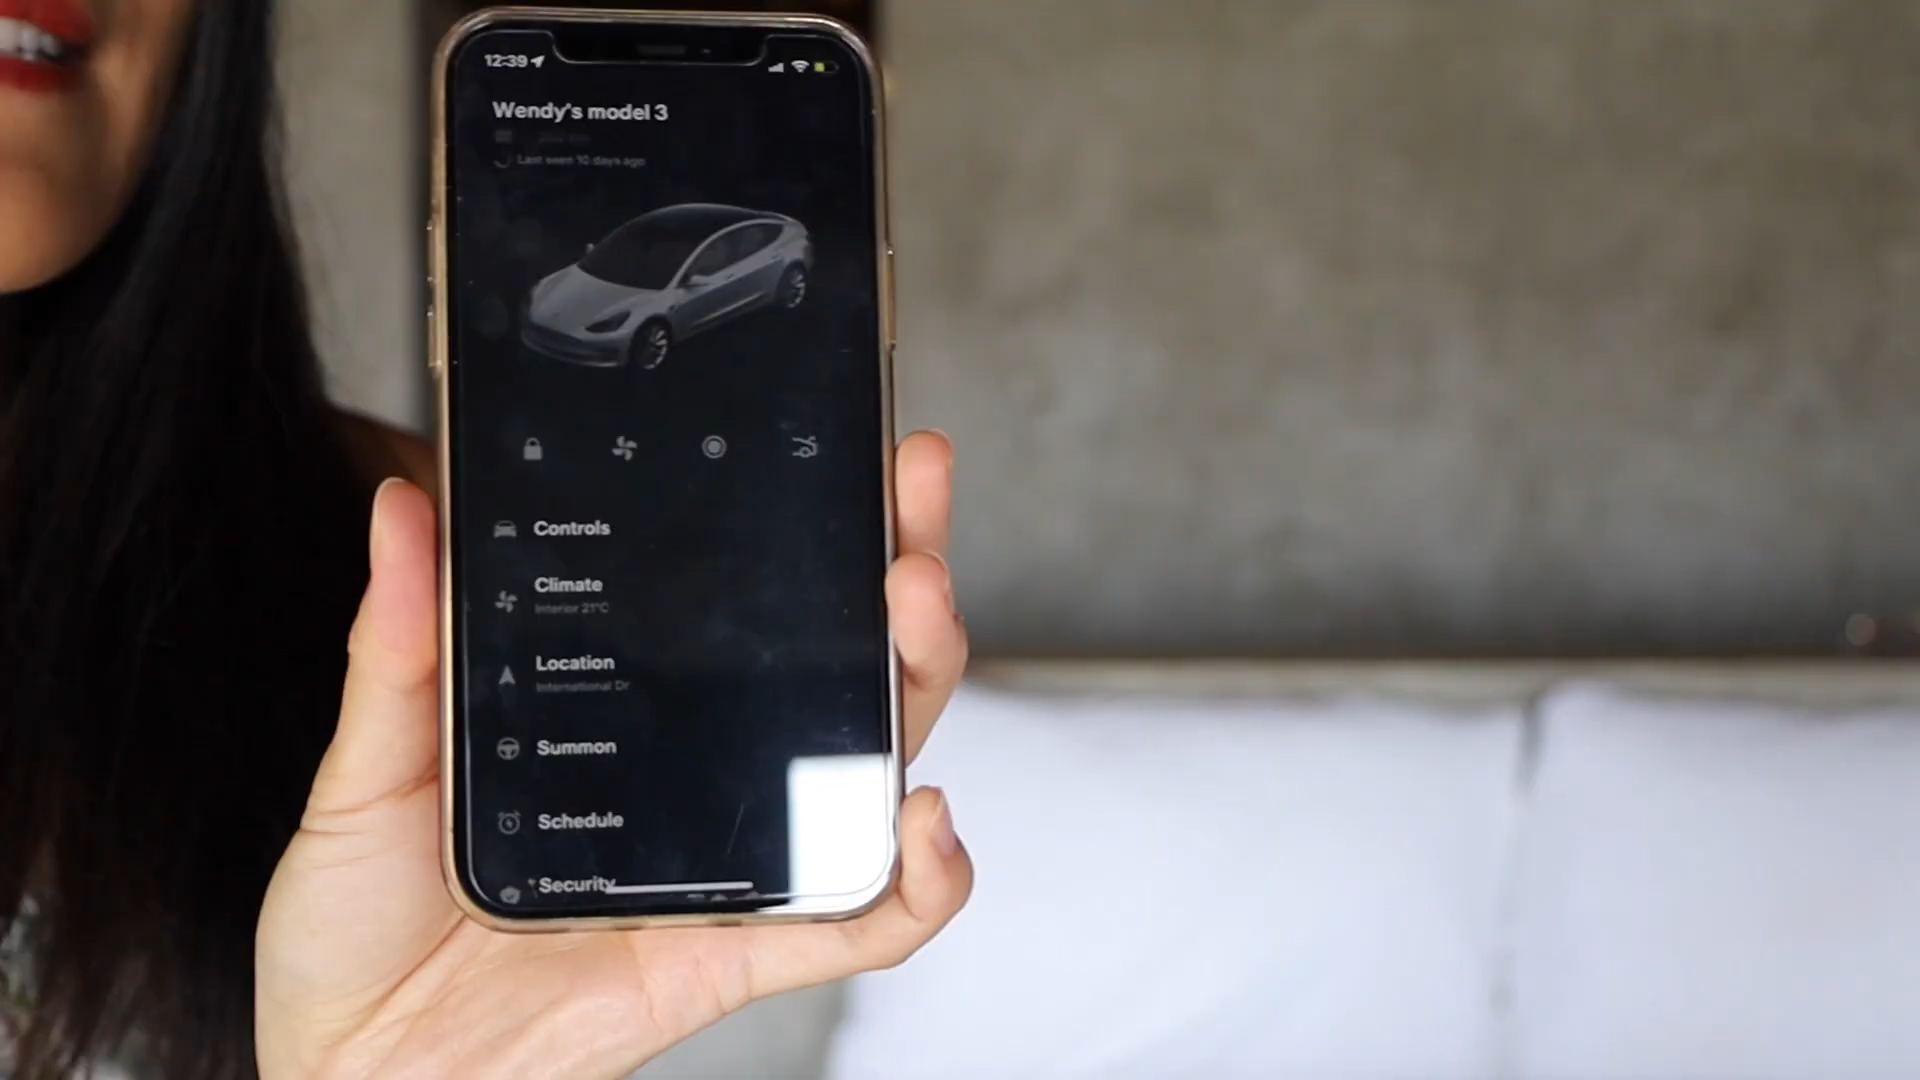 12:39
Wendy's model 3
Last seen 10 days ago
Controls
Climate
Interior 21°C
Location
International Dr
Summon
Schedule
Security